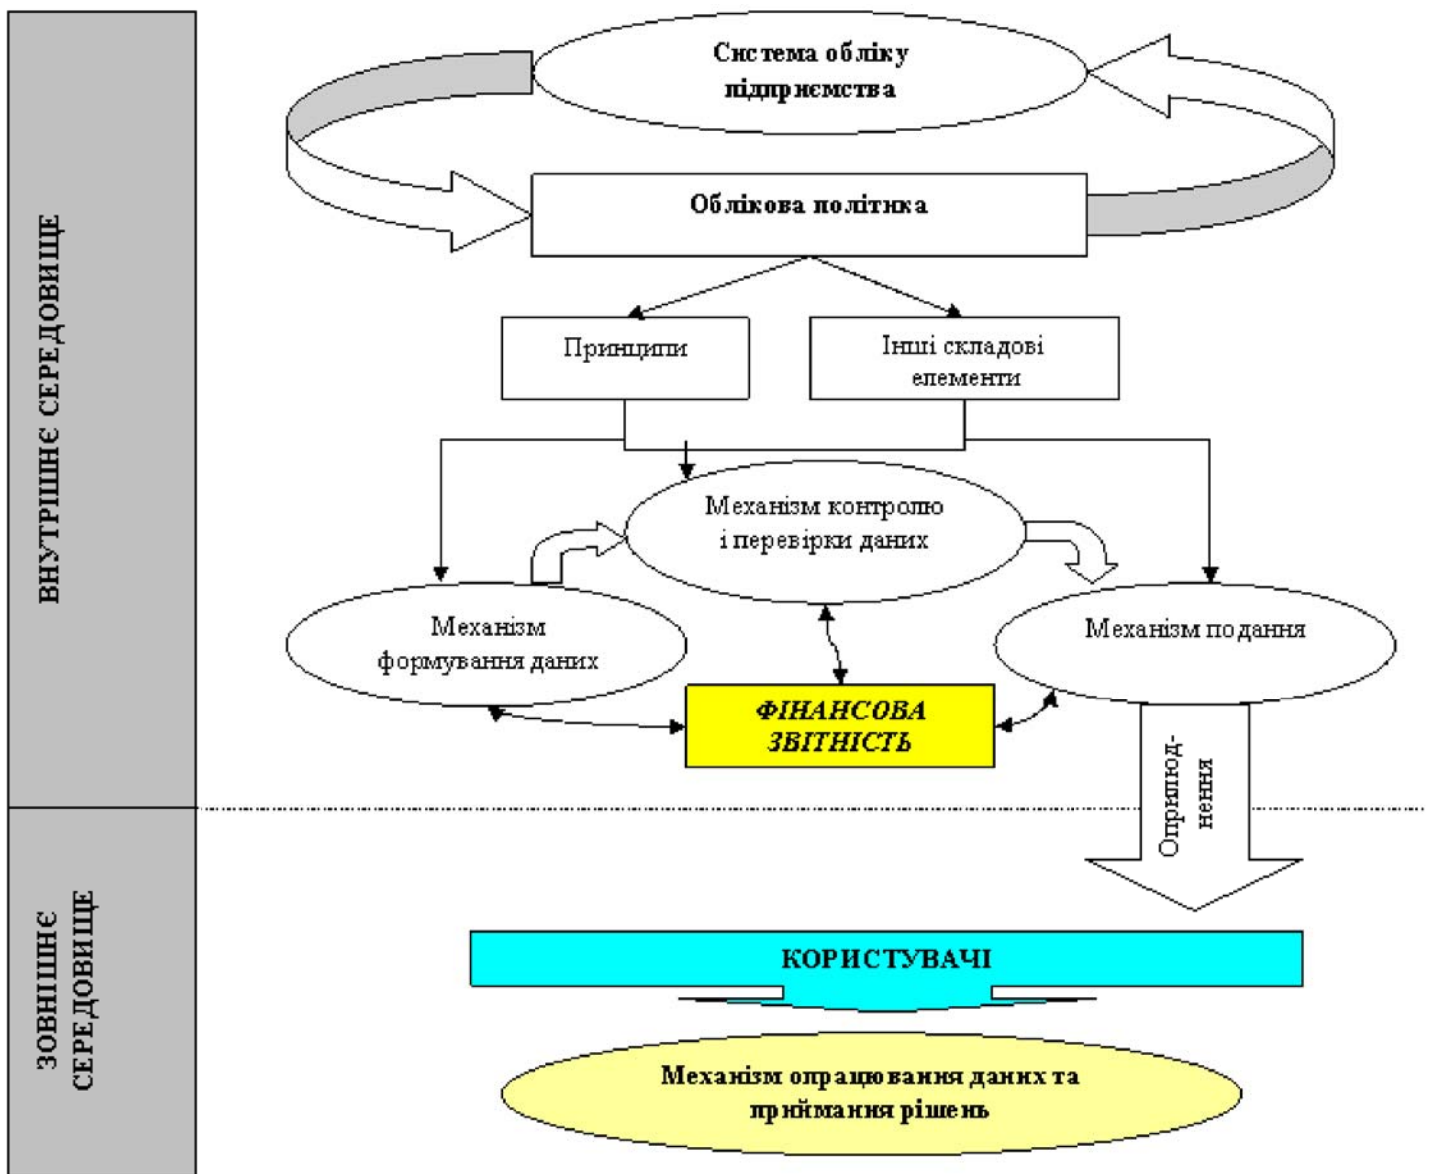 ВНУТРІШНЄ СЕРЕДОВИЩЕ
Система обліку
підприємства
Облікова політика
Принципи
Інші складові
елементи
Механізм контролю
і перевірки даних
Механізм
формування даних
Механізм подання
ФІНАНСОВА
ЗВІТНІСТЬ
Оприлюд-
нення
ЗОВНІШНЄ
СЕРЕДОВИЩЕ
КОРИСТУВАЧІ
Механізм опрацювання даних та
приймання рішень